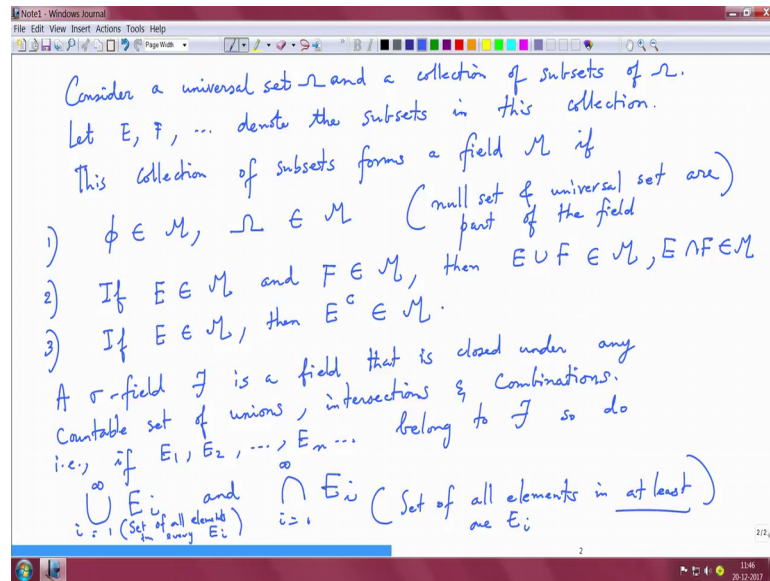 Note1 - Windows Journal
File Edit View Insert Actions Tools Help
Page Width
Consider a universal set Ω and a collection of subsets of Ω.
Let E, F, ... denote the subsets in this collection.
This collection of subsets forms a field M if
1) φ ∈ M, Ω ∈ M (null set & universal set are
part of the field)
2) If E ∈ M and F ∈ M, then E ∪ F ∈ M, E ∩ F ∈ M
3) If E ∈ M, then E^c ∈ M.
A σ-field F is a field that is closed under any
Countable set of unions, intersections & Combinations.
i.e., if E₁, E₂, ..., Eₙ... belong to F so do
∞ ⋃ i=1 Eᵢ (Set of all elements in every Eᵢ) and ∞ ⋂ i=1 Eᵢ (Set of all elements in at least one Eᵢ)
2
2/2
11:46
20-12-2017